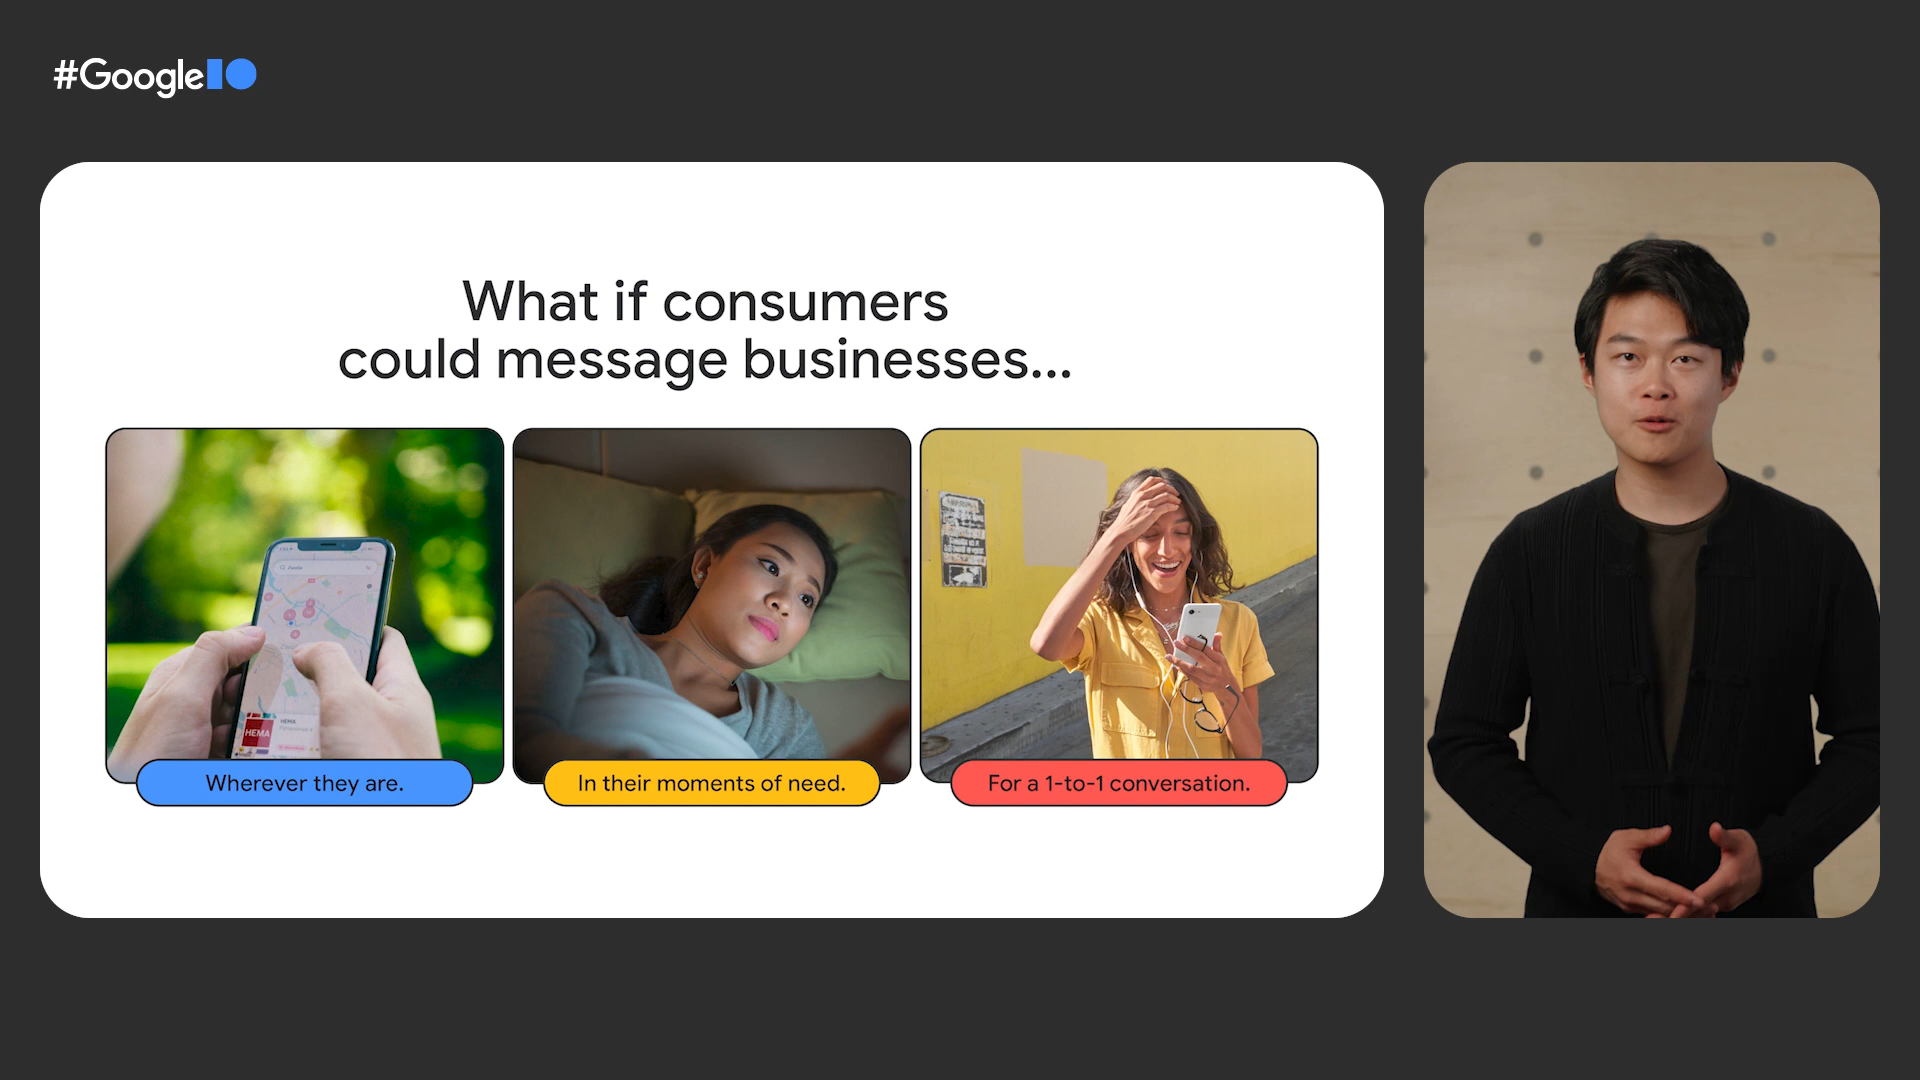 #GoogleIO
What if consumers
could message businesses...
HEMA
HEMA
Wherever they are.
In their moments of need.
For a 1-to-1 conversation.